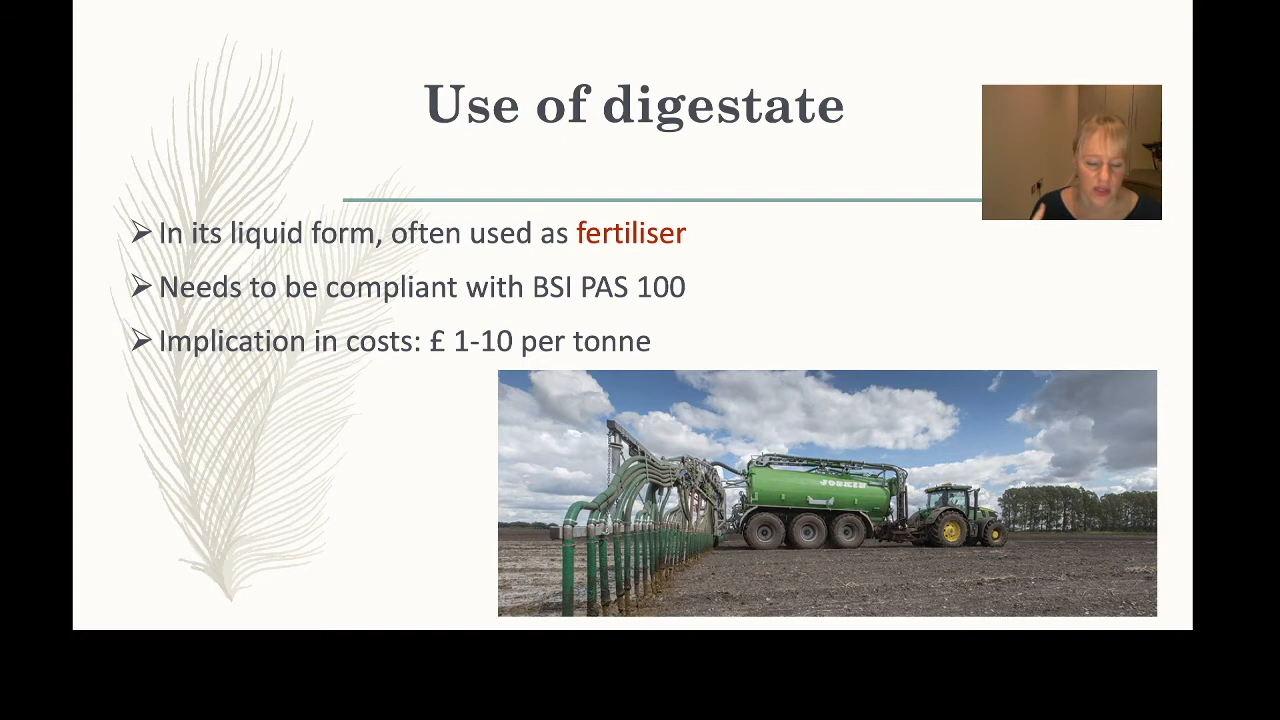 Use of digestate
In its liquid form, often used as fertiliser
Needs to be compliant with BSI PAS 100
Implication in costs: £ 1-10 per tonne
JOSKIN